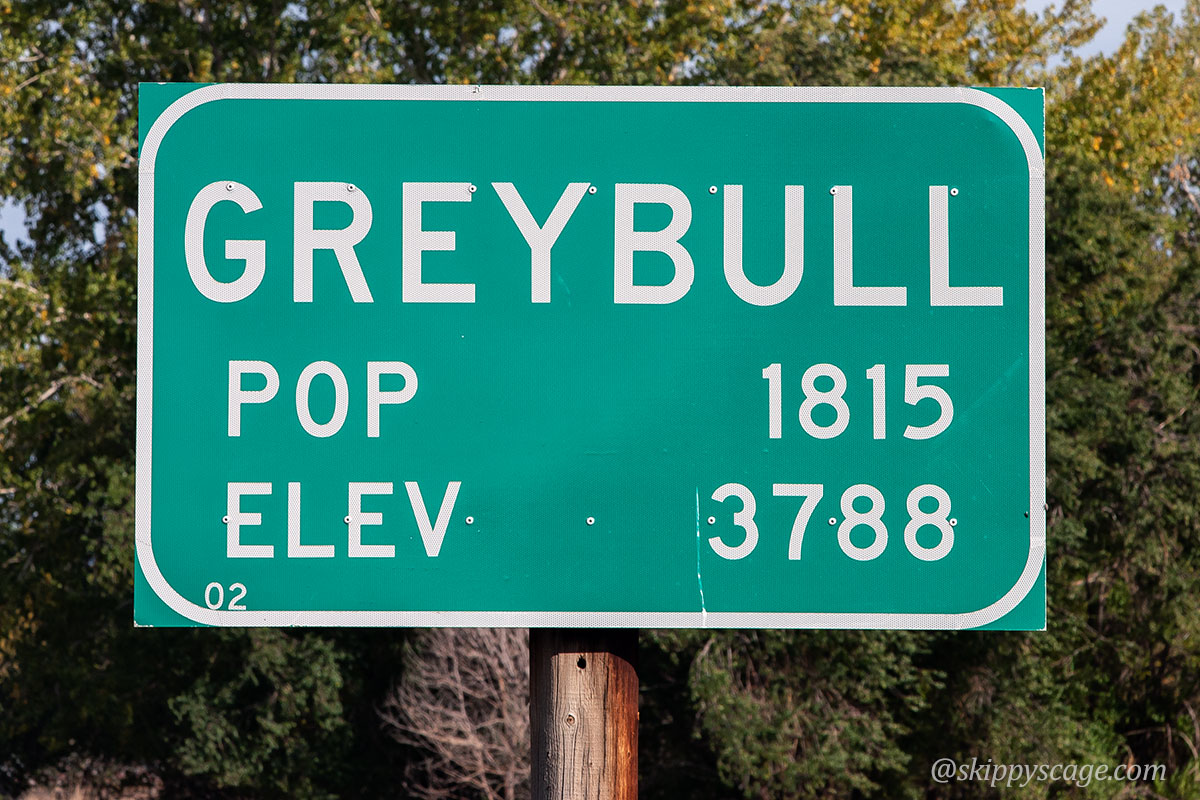 GREYBULL
POP 1815
ELEV 3788
02
@skippyscage.com